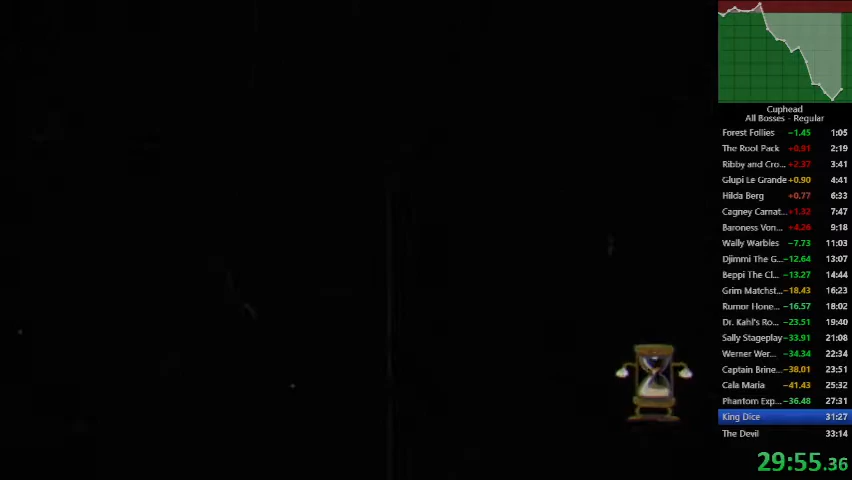 Cuphead
All Bosses - Regular
Forest Follies -1.45 1:05
The Root Pack +0.91 2:19
Ribby and Cro... +2.37 3:41
Glupi Le Grande +0.90 4:41
Hilda Berg +0.77 6:33
Cagney Carnat... +1.32 7:47
Baroness Von... +4.26 9:18
Wally Warbles -7.73 11:03
Djimmi The G... -12.64 13:07
Beppi The Cl... -13.27 14:44
Grim Matchst... -18.43 16:23
Rumor Hone... -16.57 18:02
Dr. Kahl's Ro... -23.51 19:40
Sally Stageplay -33.91 21:08
Werner Wer... -34.34 22:34
Captain Brine... -38.01 23:51
Cala Maria -41.43 25:32
Phantom Exp... -36.48 27:31
King Dice 31:27
The Devil 33:14
29:55.36